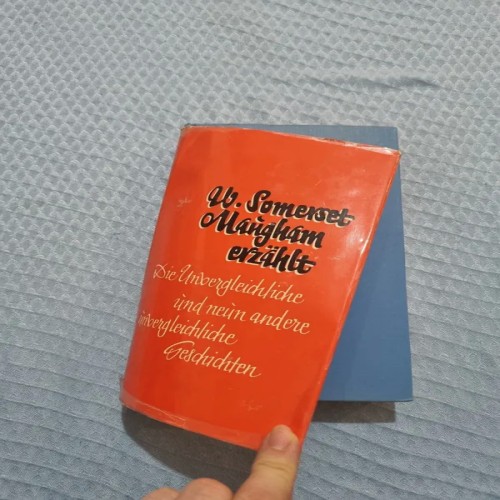 W. Somerset
Maugham
erzählt
Die Unvergleichliche
und neun andere
unvergleichliche
Geschichten